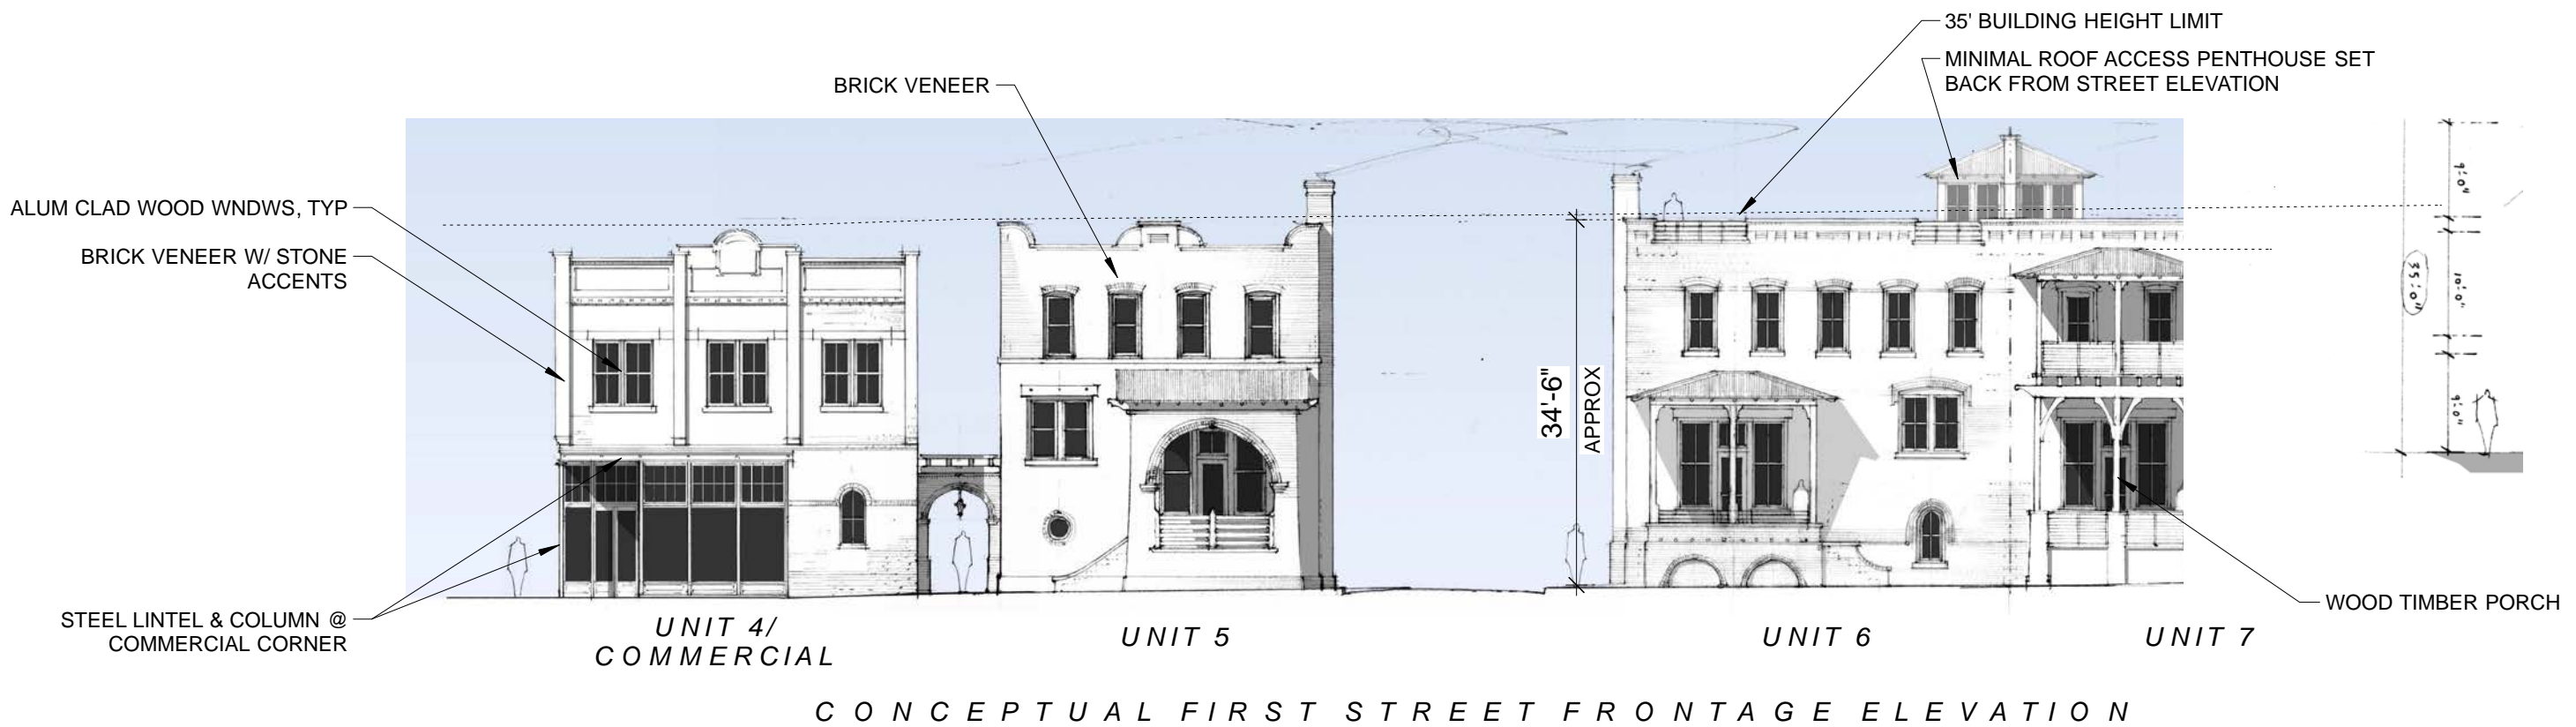 35' BUILDING HEIGHT LIMIT
MINIMAL ROOF ACCESS PENTHOUSE SET
BACK FROM STREET ELEVATION
BRICK VENEER
ALUM CLAD WOOD WNDWS, TYP
BRICK VENEER W/ STONE
ACCENTS
STEEL LINTEL & COLUMN @
COMMERCIAL CORNER
34'-6"
APPROX
9'-0"
10'-0"
35'-0"
9'-0"
WOOD TIMBER PORCH
UNIT 4/
COMMERCIAL
UNIT 5
UNIT 6
UNIT 7
CONCEPTUAL FIRST STREET FRONTAGE ELEVATION